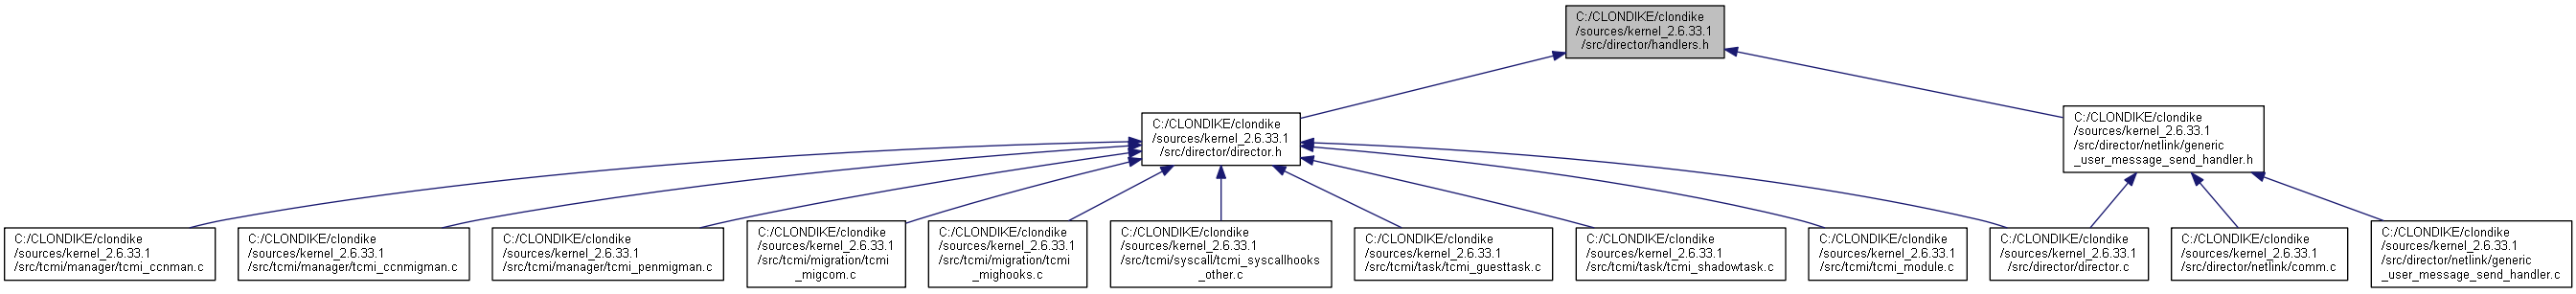 C:/CLONDIKE/clondike
/sources/kernel_2.6.33.1
/src/director/handlers.h
C:/CLONDIKE/clondike
/sources/kernel_2.6.33.1
/src/director/director.h
C:/CLONDIKE/clondike
/sources/kernel_2.6.33.1
/src/director/netlink/generic
_user_message_send_handler.h
C:/CLONDIKE/clondike
/sources/kernel_2.6.33.1
/src/tcmi/manager/tcmi_ccnman.c
C:/CLONDIKE/clondike
/sources/kernel_2.6.33.1
/src/tcmi/manager/tcmi_ccnmigman.c
C:/CLONDIKE/clondike
/sources/kernel_2.6.33.1
/src/tcmi/manager/tcmi_penmigman.c
C:/CLONDIKE/clondike
/sources/kernel_2.6.33.1
/src/tcmi/migration/tcmi
_migcom.c
C:/CLONDIKE/clondike
/sources/kernel_2.6.33.1
/src/tcmi/migration/tcmi
_mighooks.c
C:/CLONDIKE/clondike
/sources/kernel_2.6.33.1
/src/tcmi/syscall/tcmi_syscallhooks
_other.c
C:/CLONDIKE/clondike
/sources/kernel_2.6.33.1
/src/tcmi/task/tcmi_guesttask.c
C:/CLONDIKE/clondike
/sources/kernel_2.6.33.1
/src/tcmi/task/tcmi_shadowtask.c
C:/CLONDIKE/clondike
/sources/kernel_2.6.33.1
/src/tcmi/tcmi_module.c
C:/CLONDIKE/clondike
/sources/kernel_2.6.33.1
/src/director/director.c
C:/CLONDIKE/clondike
/sources/kernel_2.6.33.1
/src/director/netlink/comm.c
C:/CLONDIKE/clondike
/sources/kernel_2.6.33.1
/src/director/netlink/generic
_user_message_send_handler.c